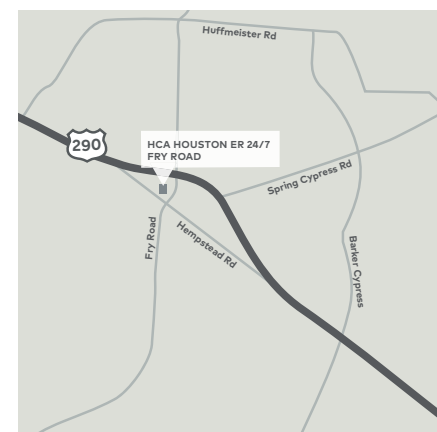 Huffmeister Rd
290
HCA HOUSTON ER 24/7
FRY ROAD
Spring Cypress Rd
Fry Road
Hempstead Rd
Barker Cypress